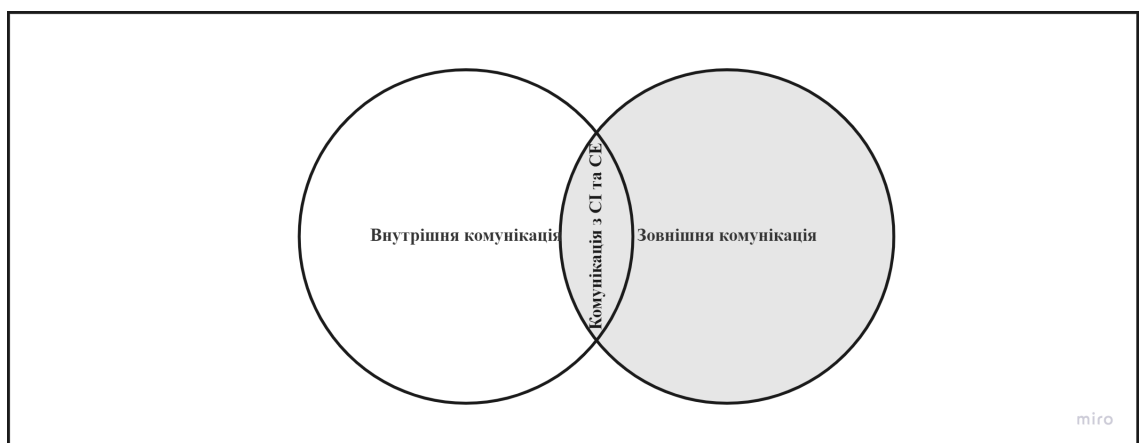 Внутрішня комунікація
Комунікація з СІ та СЕ
Зовнішня комунікація
miro